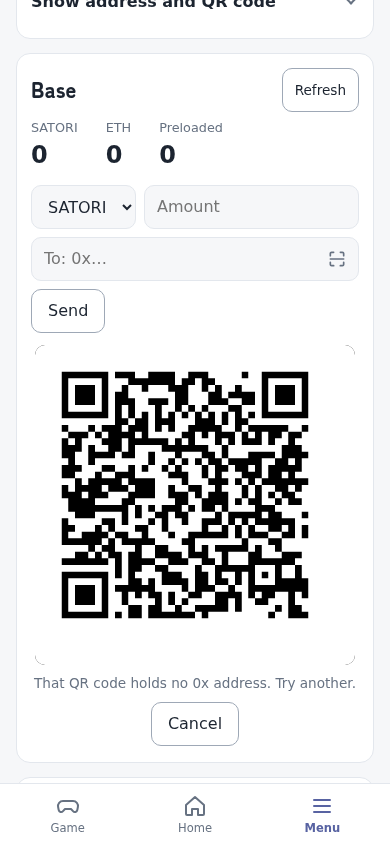 Show address and QR code
Base
Refresh
SATORI ETH Preloaded
0 0 0
SATORI Amount
To: 0x...
Send
That QR code holds no 0x address. Try another.
Cancel
Game Home Menu